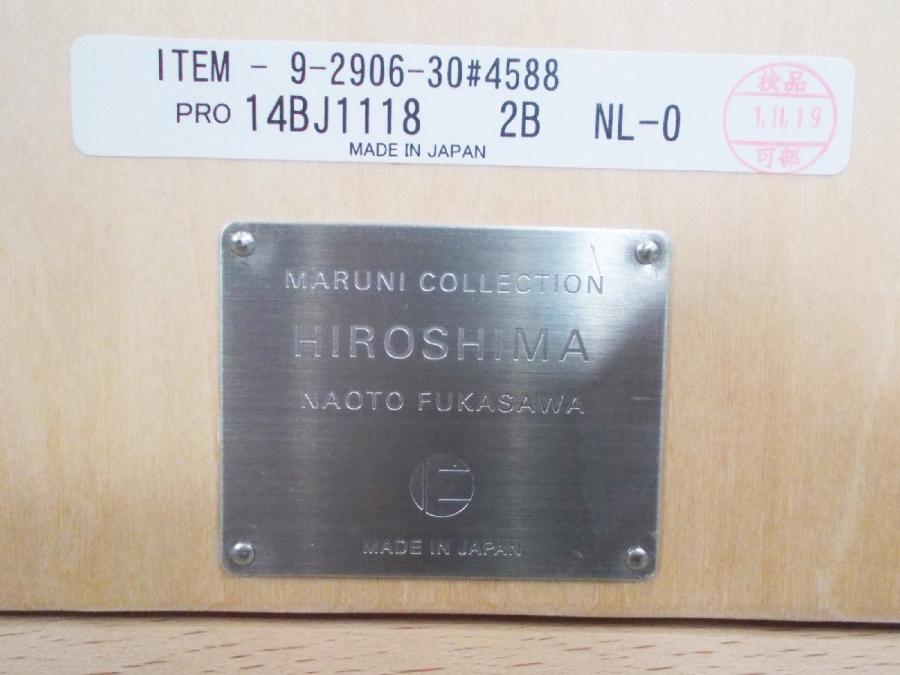 ITEM - 9-2906-30#4588
PRO 14BJ1118 2B NL-0
MADE IN JAPAN
検品
1.11.19
可部
MARUNI COLLECTION
HIROSHIMA
NAOTO FUKASAWA
MADE IN JAPAN